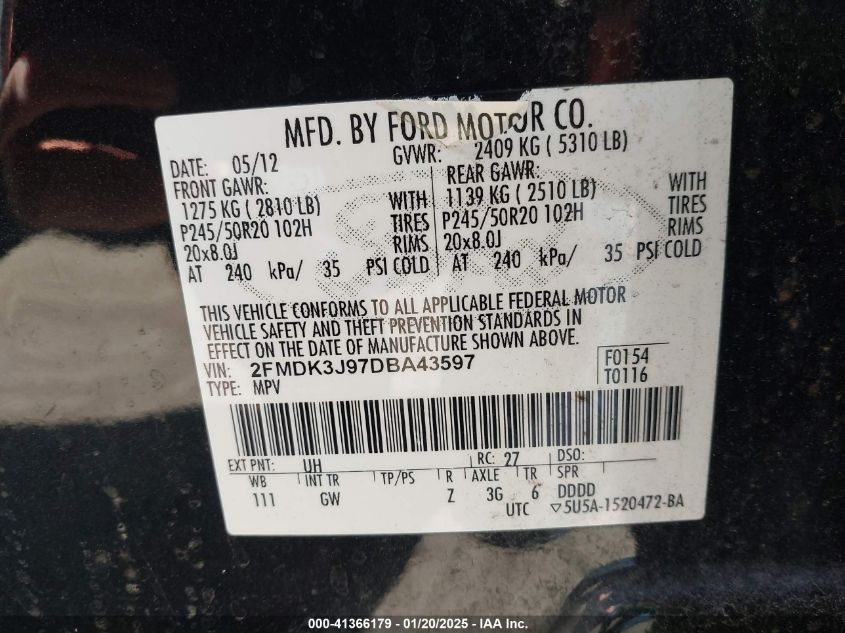 MFD. BY FORD MOTOR CO.
DATE: 05/12 GVWR: 2409 KG ( 5310 LB)
FRONT GAWR: REAR GAWR:
1275 KG ( 2810 LB) WITH 1139 KG ( 2510 LB) WITH
P245/50R20 102H TIRES P245/50R20 102H TIRES
20x8.0J RIMS 20x8.0J RIMS
AT 240 kPa/ 35 PSI COLD AT 240 kPa/ 35 PSI COLD
THIS VEHICLE CONFORMS TO ALL APPLICABLE FEDERAL MOTOR
VEHICLE SAFETY AND THEFT PREVENTION STANDARDS IN
EFFECT ON THE DATE OF MANUFACTURE SHOWN ABOVE.
VIN: 2FMDK3J97DBA43597 F0154
TYPE: MPV T0116
EXT PNT: UH RC: 27 DSO:
WB INT TR TP/PS R AXLE TR SPR
111 GW Z 3G 6 DDDD
UTC ▽5U5A-1520472-BA
000-41366179 - 01/20/2025 - IAA Inc.